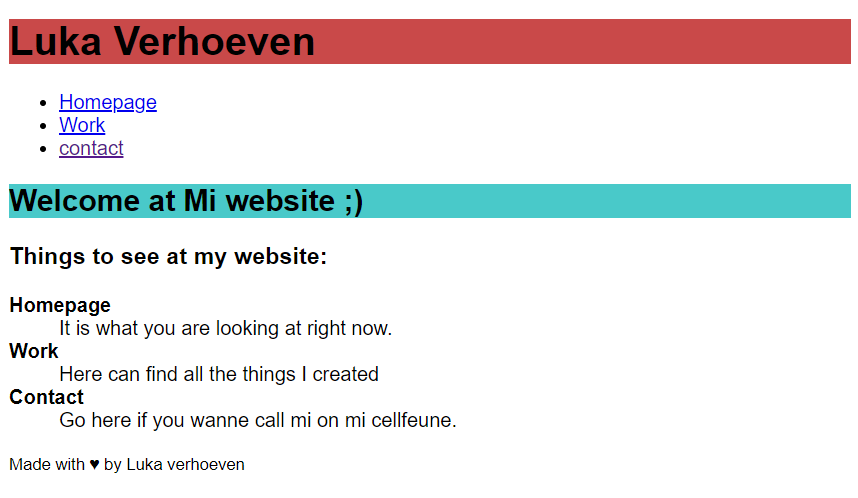 Luka Verhoeven
Homepage
Work
contact
Welcome at Mi website ;)
Things to see at my website:
Homepage
It is what you are looking at right now.
Work
Here can find all the things I created
Contact
Go here if you wanne call mi on mi cellfeune.
Made with ♥ by Luka verhoeven